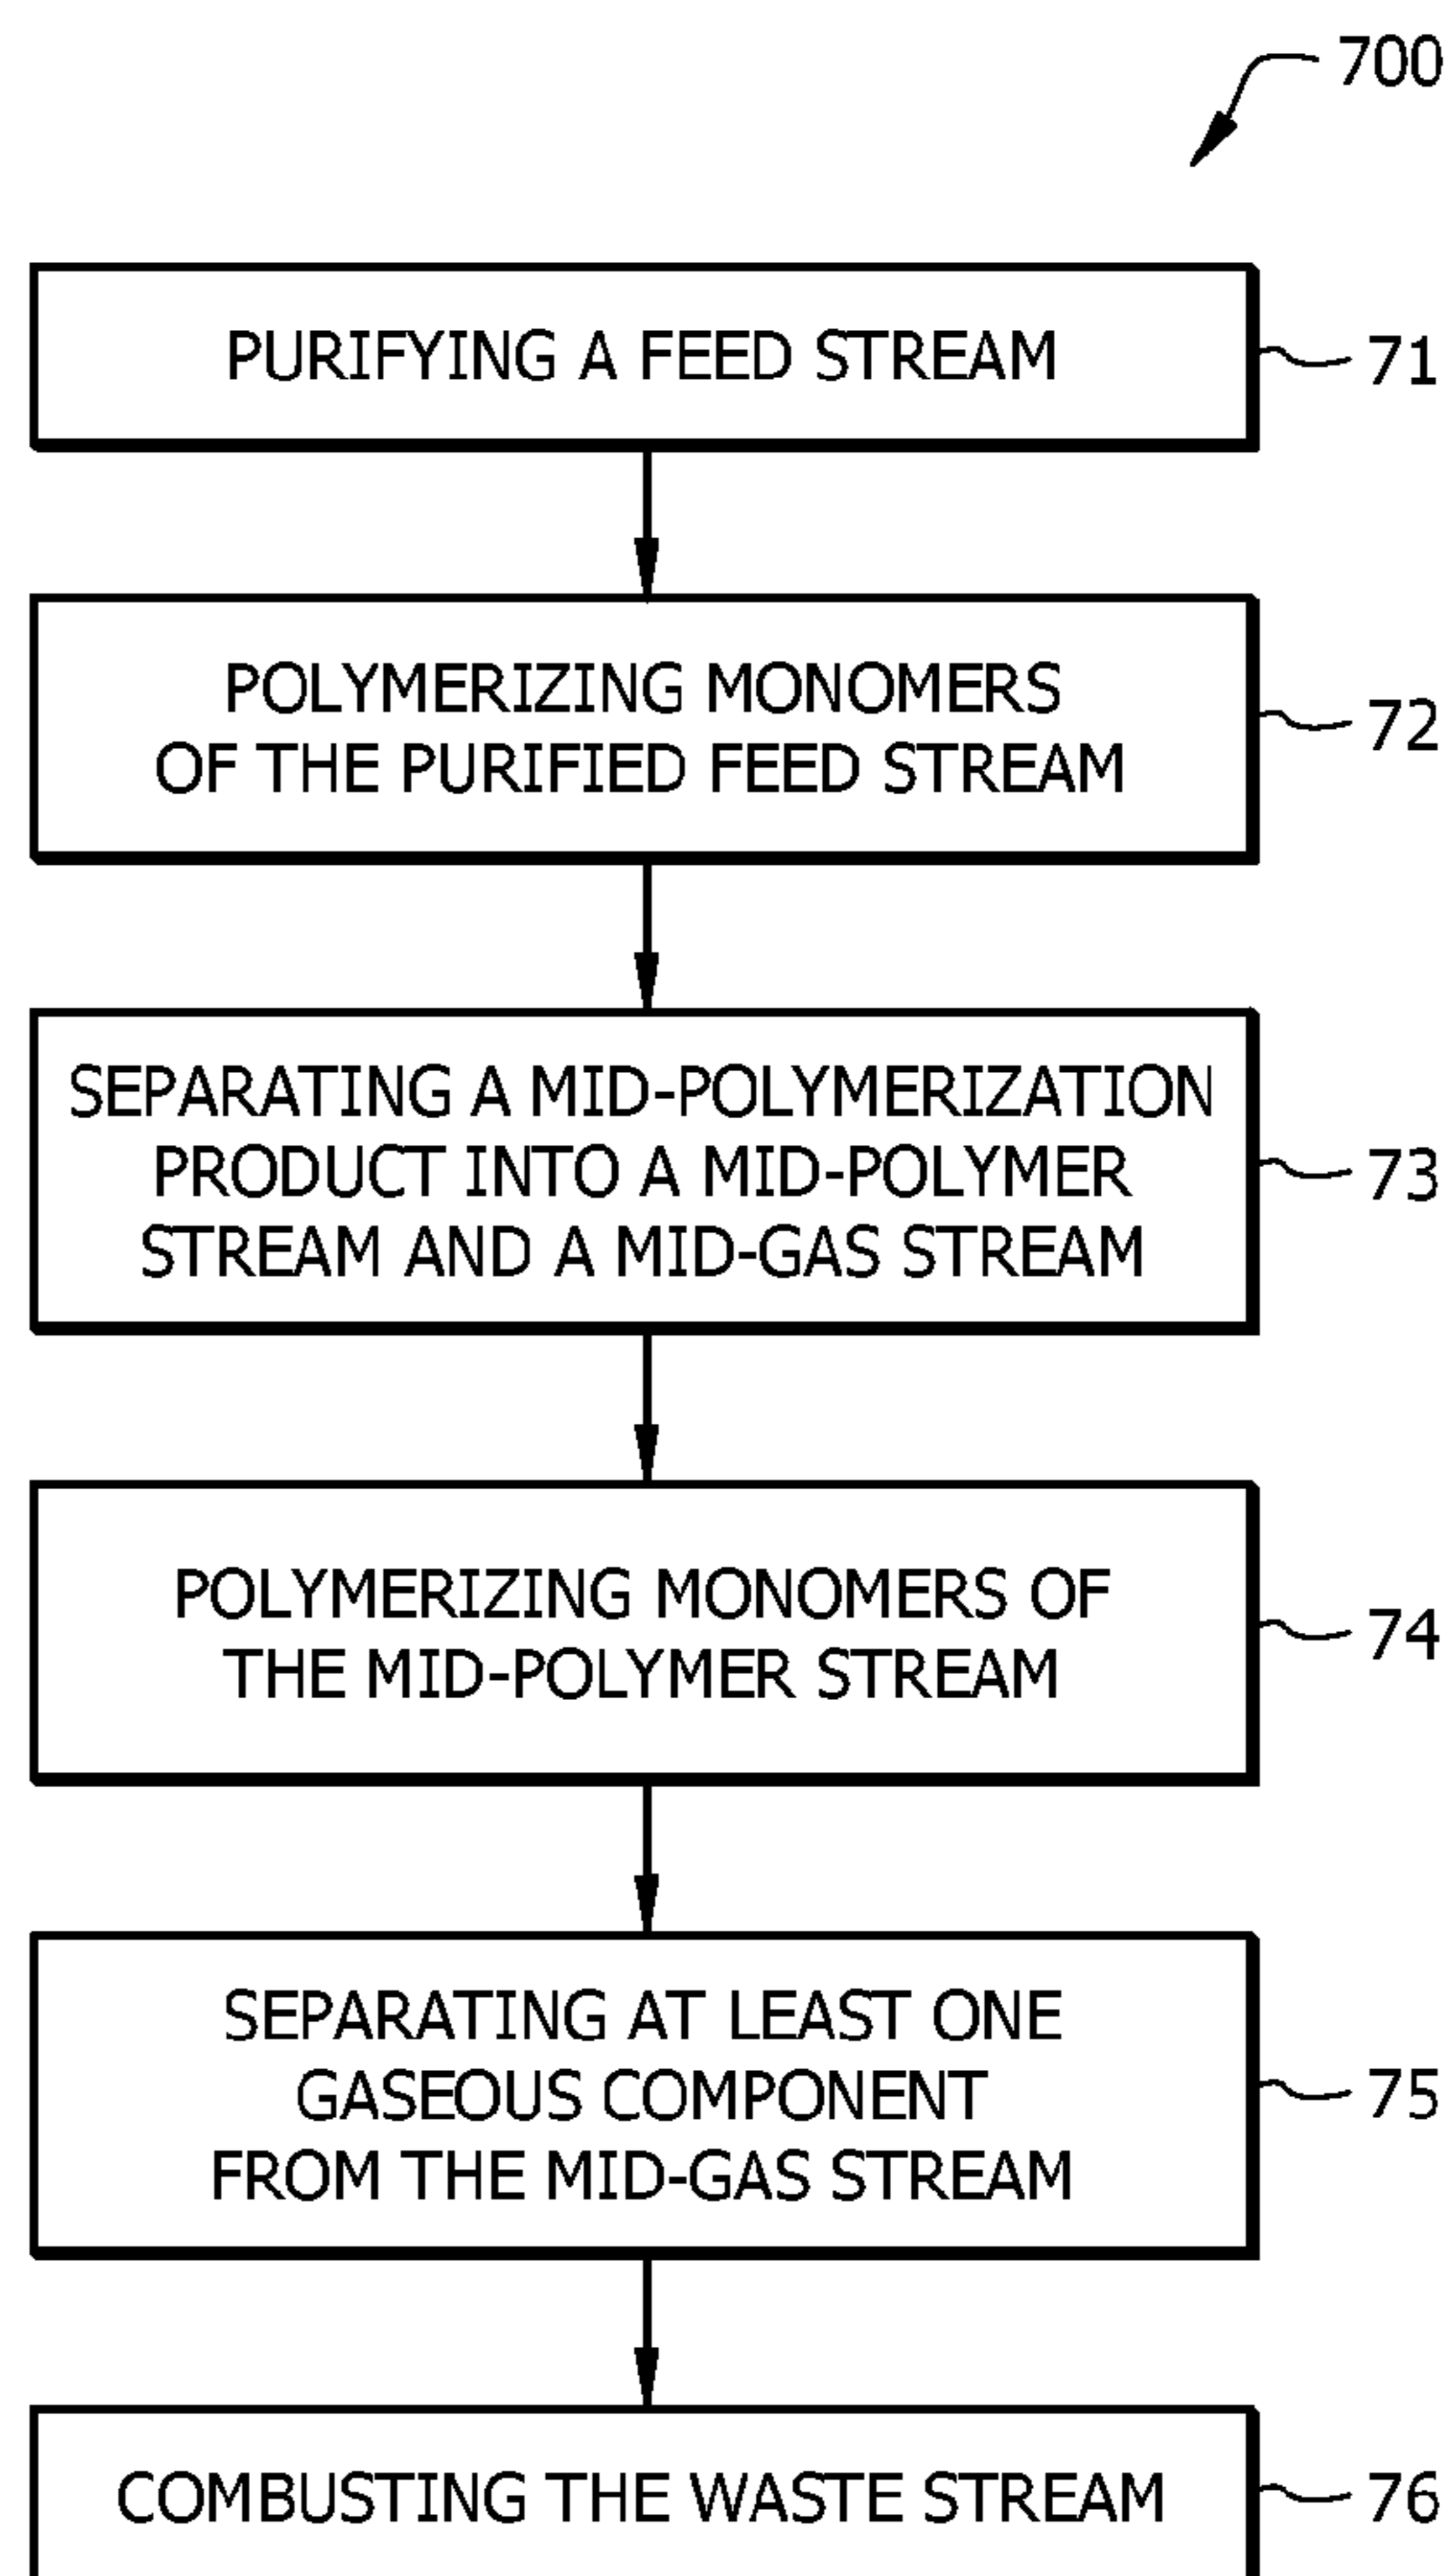 700
PURIFYING A FEED STREAM
71
POLYMERIZING MONOMERS
OF THE PURIFIED FEED STREAM
72
SEPARATING A MID-POLYMERIZATION
PRODUCT INTO A MID-POLYMER
STREAM AND A MID-GAS STREAM
73
POLYMERIZING MONOMERS OF
THE MID-POLYMER STREAM
74
SEPARATING AT LEAST ONE
GASEOUS COMPONENT
FROM THE MID-GAS STREAM
75
COMBUSTING THE WASTE STREAM
76